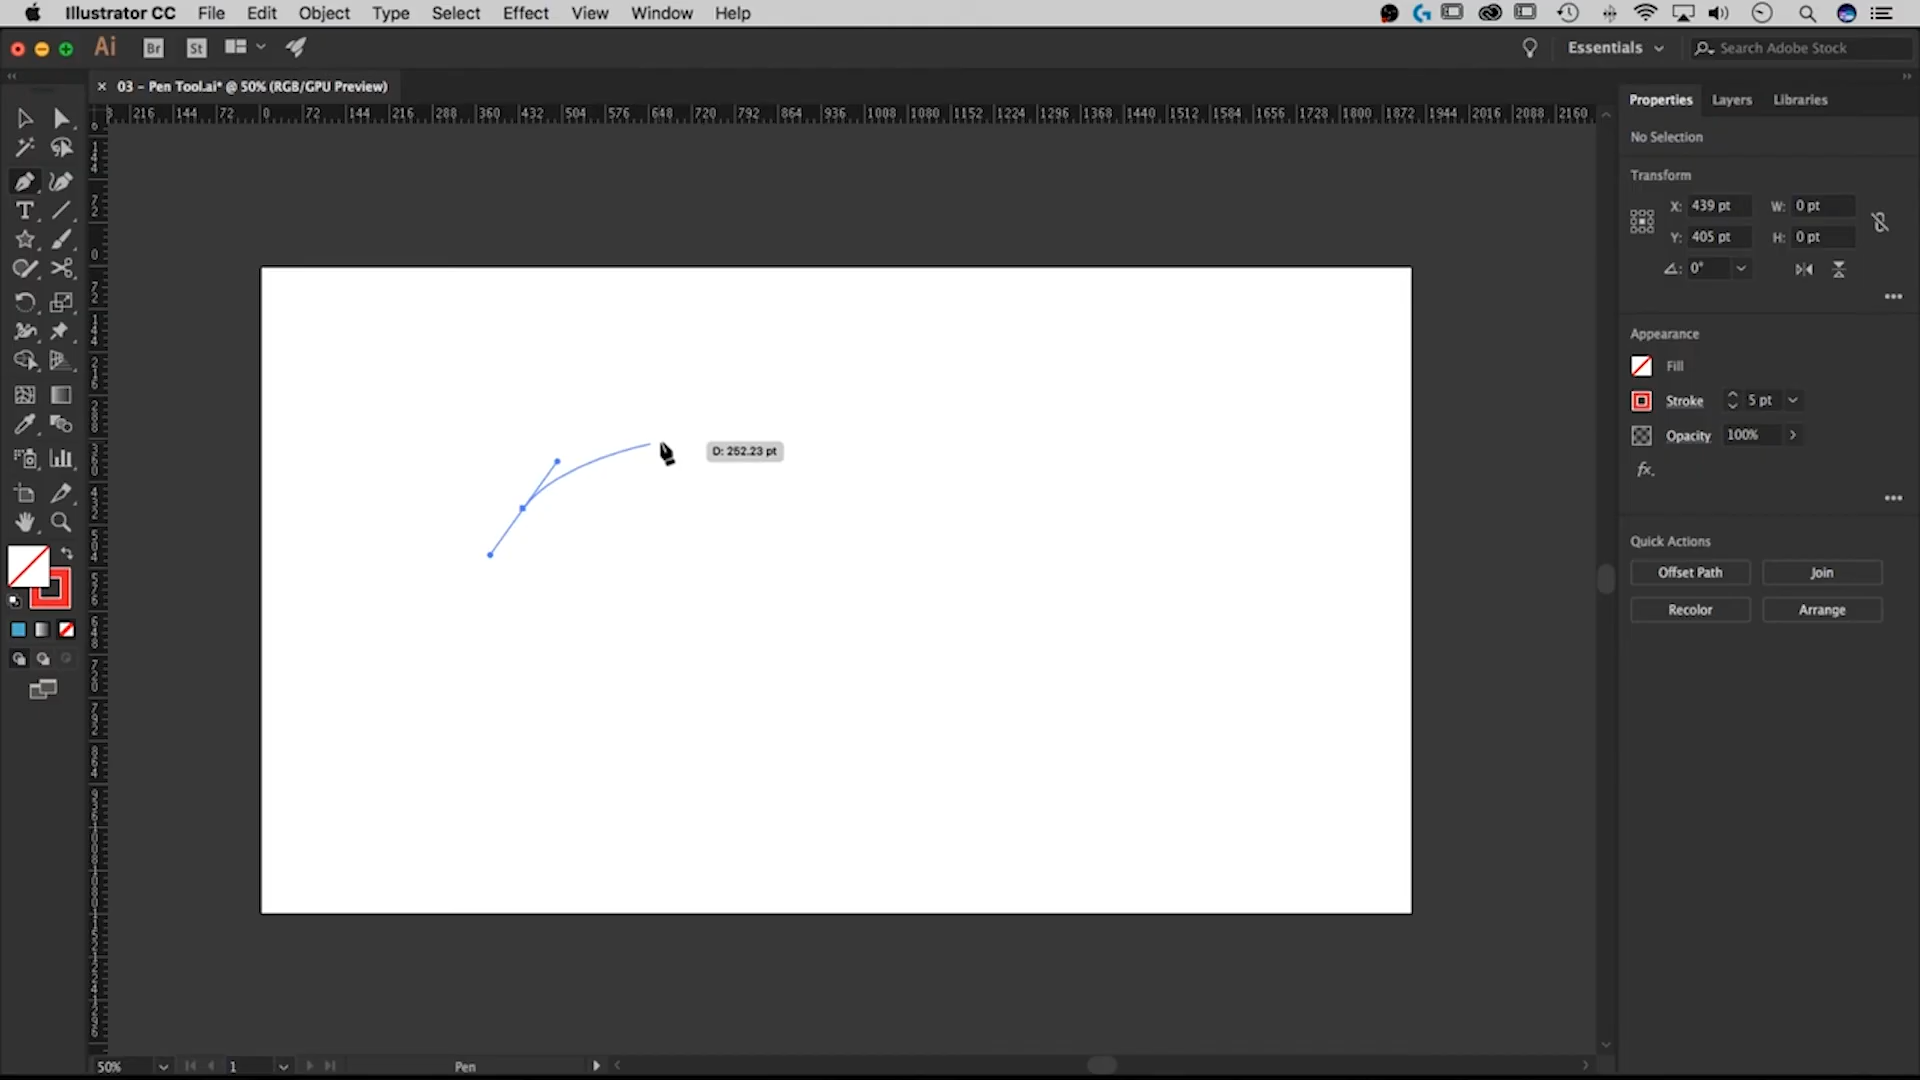 Illustrator CC File Edit Object Type Select Effect View Window Help
Ai Br St Essentials Search Adobe Stock
× 03 - Pen Tool.ai* @ 50% (RGB/GPU Preview)
216 144 72 0 72 144 216 288 360 432 504 576 648 720 792 864 936 1008 1080 1152 1224 1296 1368 1440 1512 1584 1656 1728 1800 1872 1944 2016 2088 2160
Properties Layers Libraries
No Selection
Transform
X: 439 pt W: 0 pt
Y: 405 pt H: 0 pt
0°
Appearance
Fill
Stroke 5 pt
Opacity 100%
fx.
D: 252.23 pt
Quick Actions
Offset Path Join
Recolor Arrange
50% 1 Pen